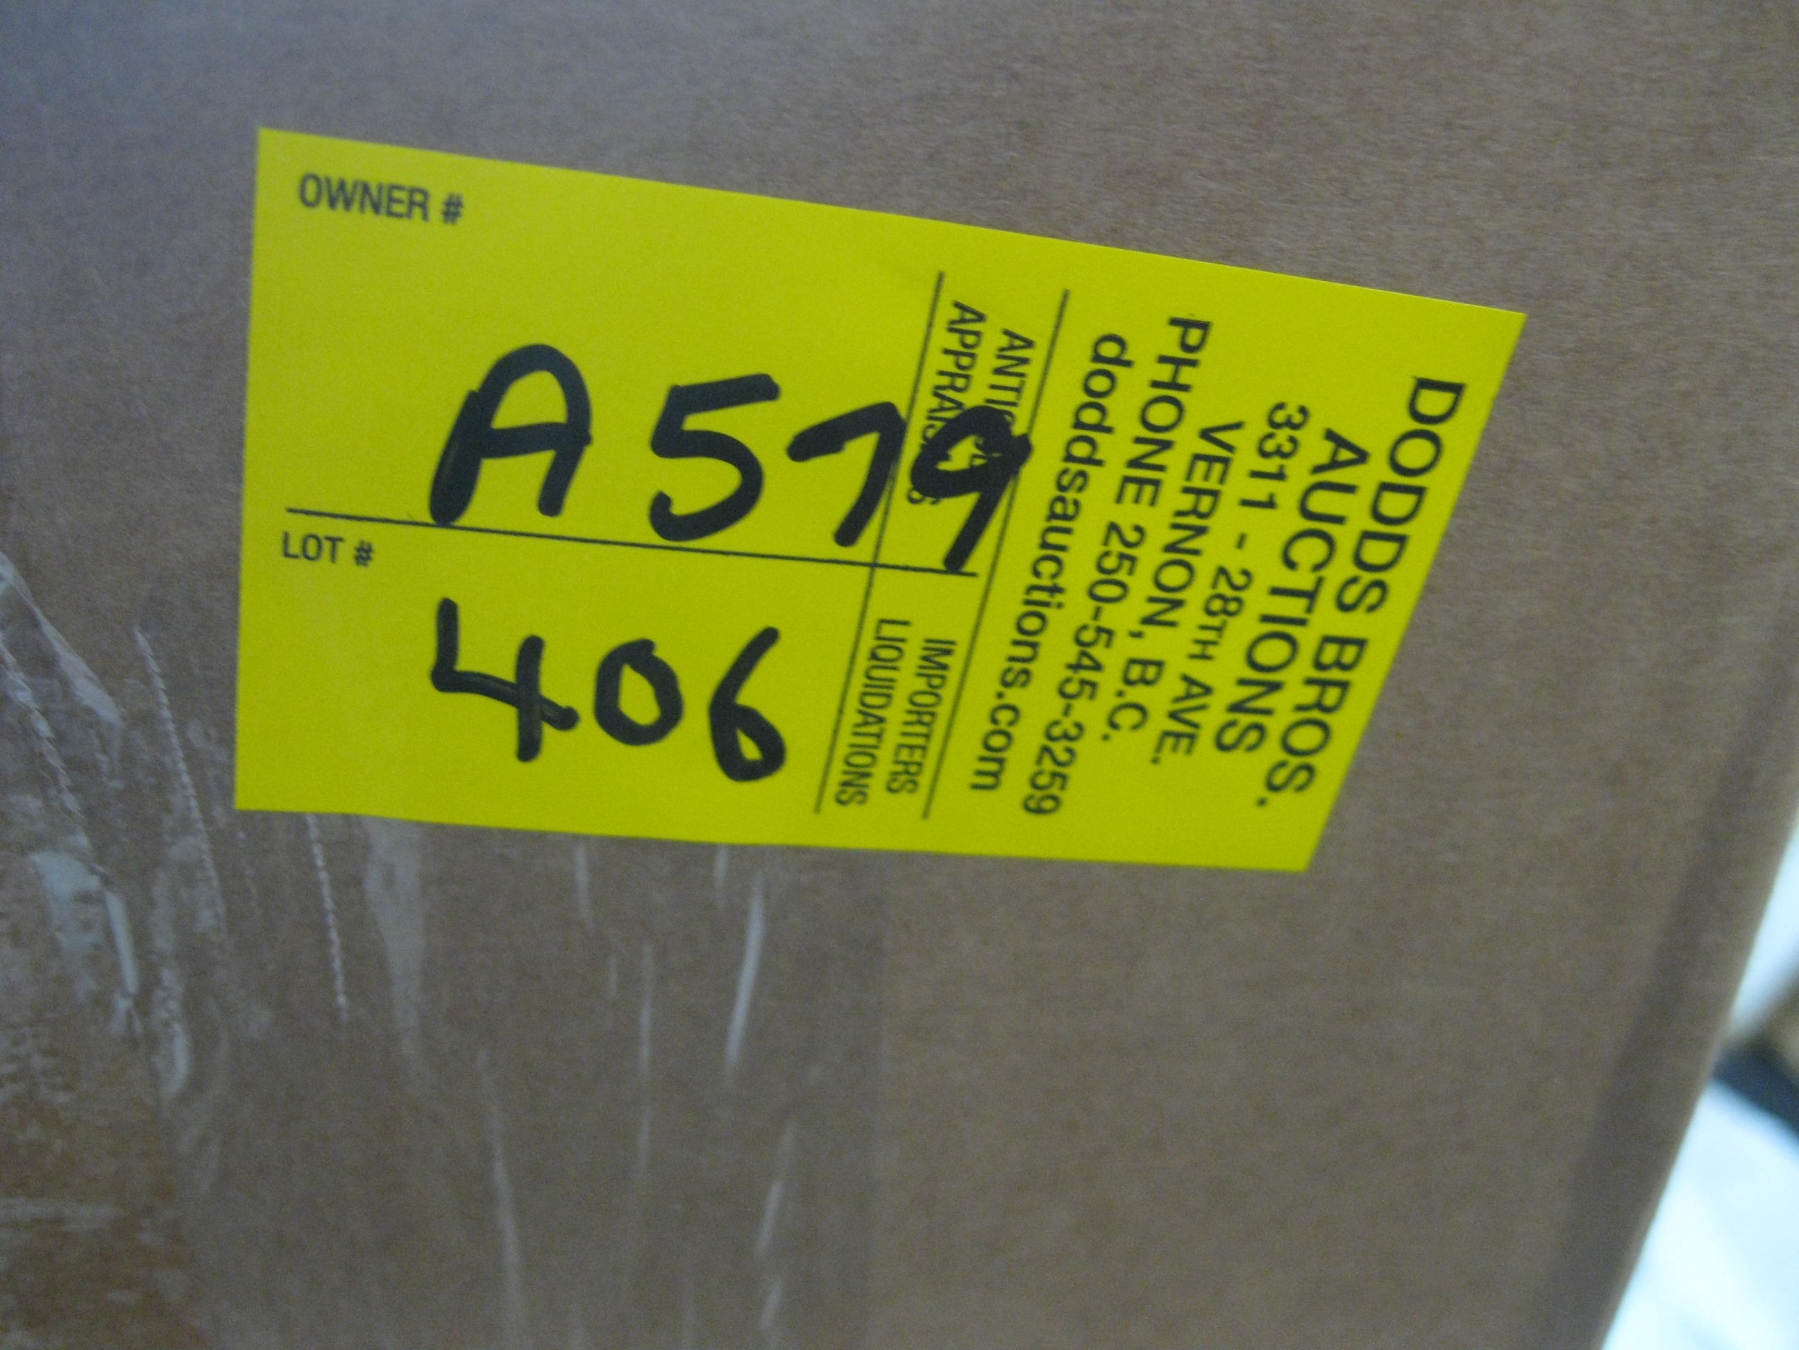 DODDS BROS.
AUCTIONS
3311 - 28TH AVE.
VERNON, B.C.
PHONE 250-545-3259
doddsauctions.com
IMPORTERS
APPRAISALS LIQUIDATIONS
OWNER #
A579
LOT #
406